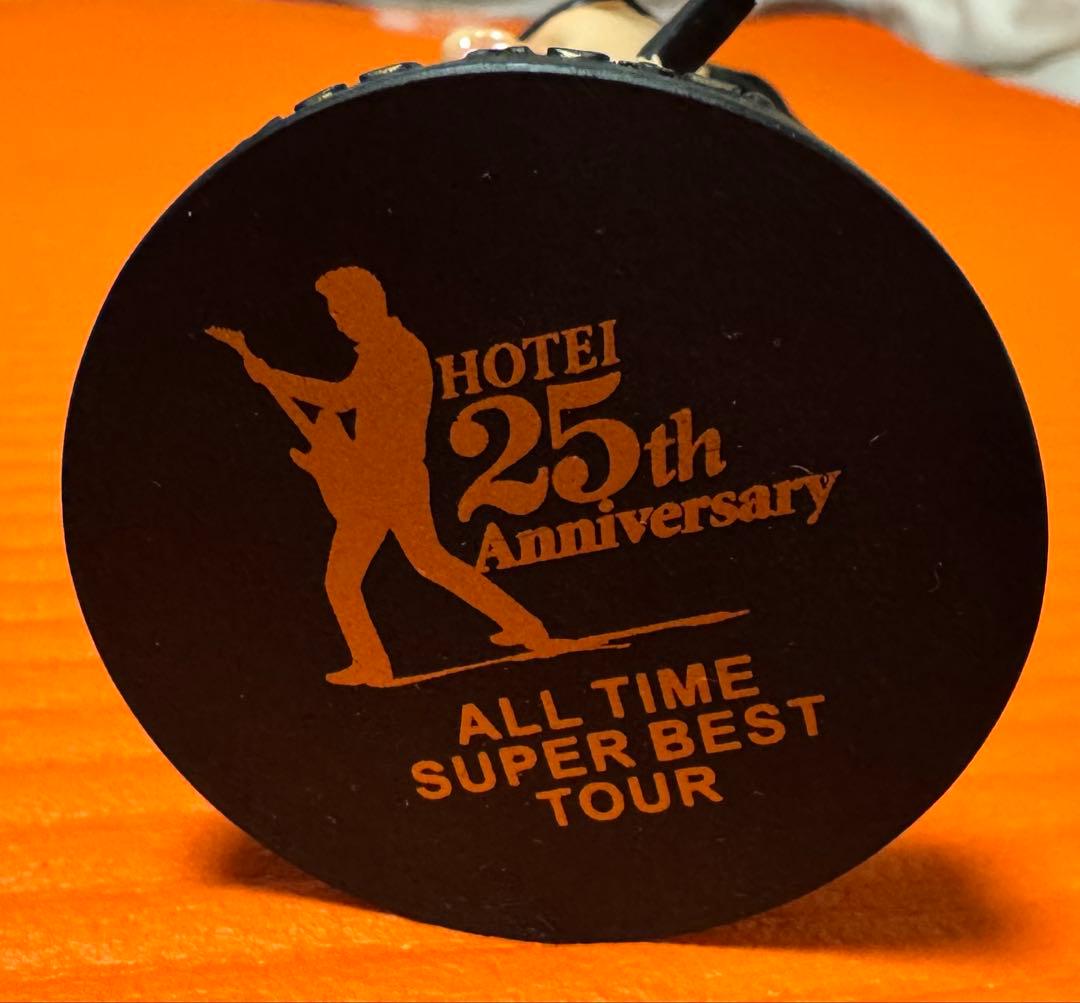 HOTEI
25th
Anniversary
ALL TIME
SUPER BEST
TOUR